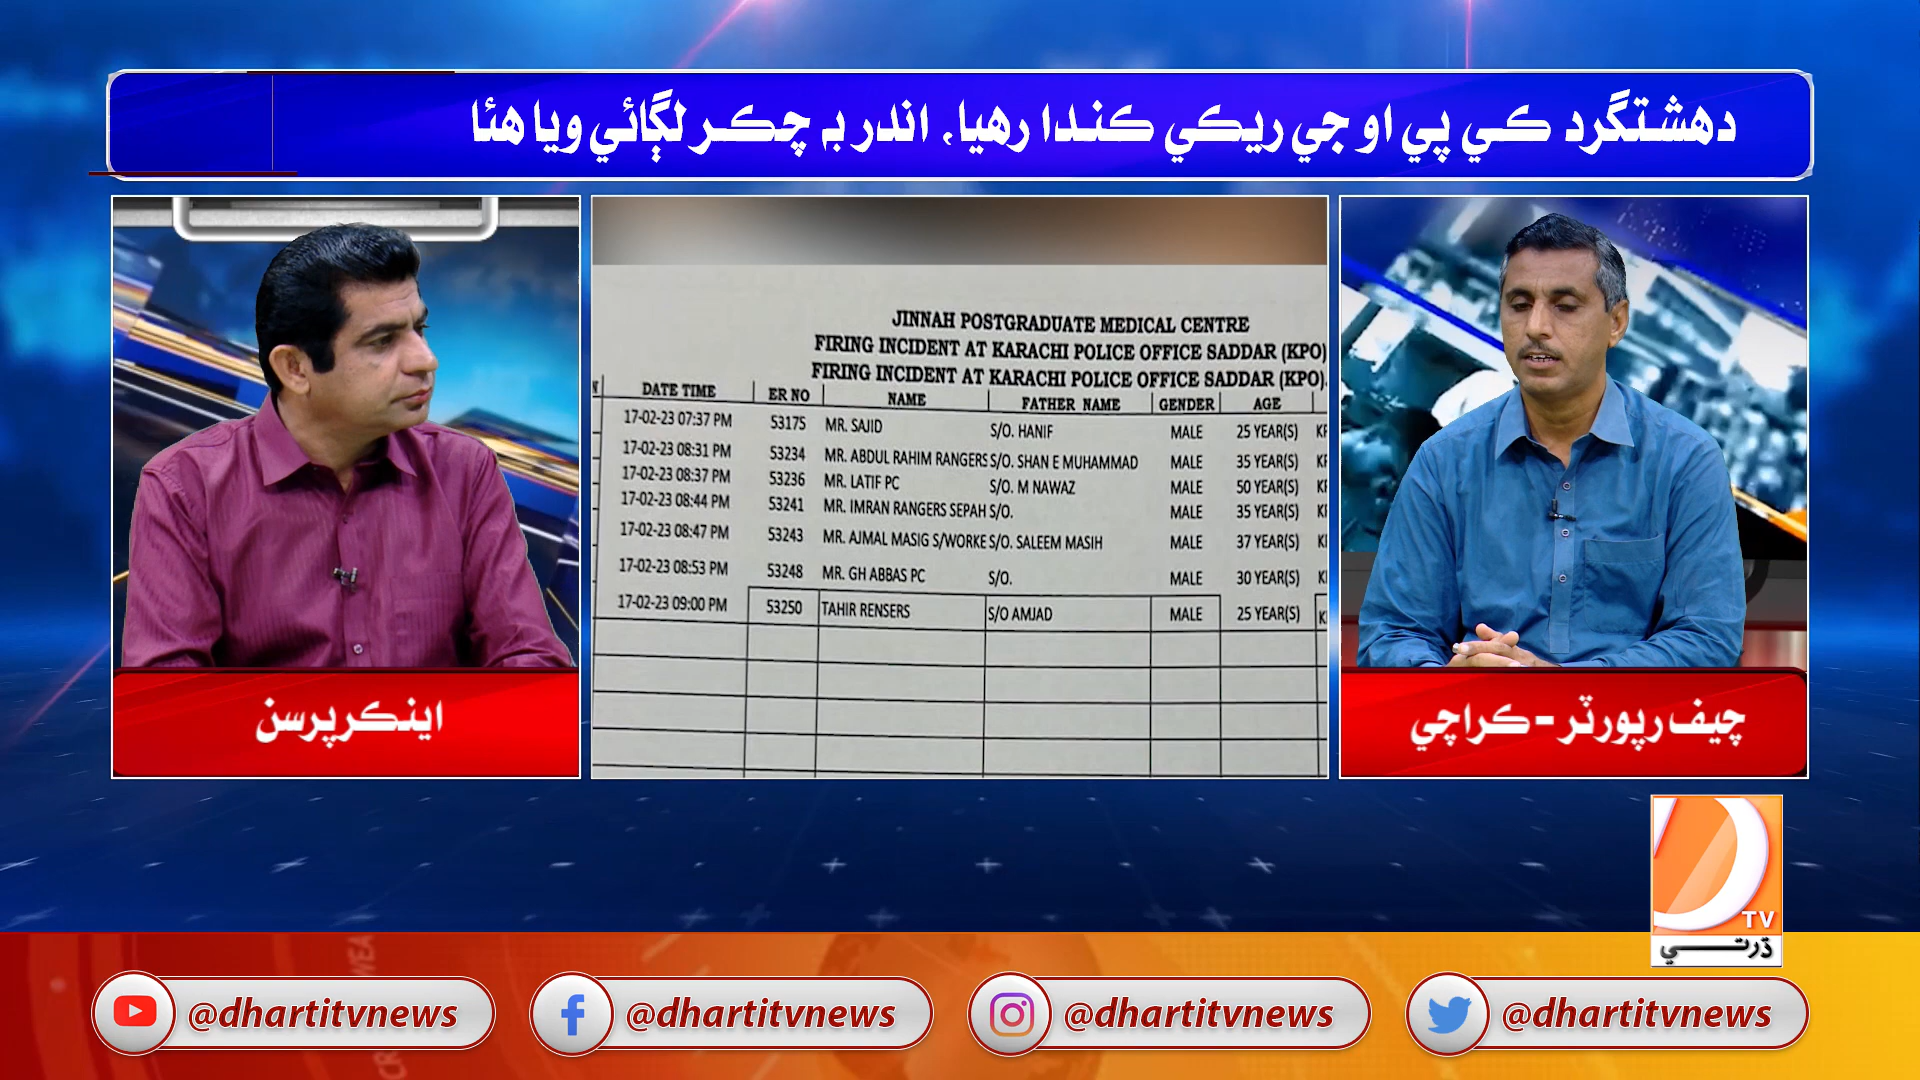 دهشتگرد ڪي پي او جي ريڪي ڪندا رهيا، اندر بہ چڪر لڳائي ويا هئا
JINNAH POSTGRADUATE MEDICAL CENTRE
FIRING INCIDENT AT KARACHI POLICE OFFICE SADDAR (KPO)
FIRING INCIDENT AT KARACHI POLICE OFFICE SADDAR (KPO).
DATE TIME ER NO NAME FATHER NAME GENDER AGE
17-02-23 07:37 PM 53175 MR. SAJID S/O. HANIF MALE 25 YEAR(S)
17-02-23 08:31 PM 53234 MR. ABDUL RAHIM RANGERS S/O. SHAN E MUHAMMAD MALE 35 YEAR(S)
17-02-23 08:37 PM 53236 MR. LATIF PC S/O. M NAWAZ MALE 50 YEAR(S)
17-02-23 08:44 PM 53241 MR. IMRAN RANGERS SEPAH S/O. MALE 35 YEAR(S)
17-02-23 08:47 PM 53243 MR. AJMAL MASIG S/WORKE S/O. SALEEM MASIH MALE 37 YEAR(S)
17-02-23 08:53 PM 53248 MR. GH ABBAS PC S/O. MALE 30 YEAR(S)
17-02-23 09:00 PM 53250 TAHIR RENSERS S/O AMJAD MALE 25 YEAR(S)
اينڪرپرسن
چيف رپورٽر - ڪراچي
TV
ڌرتي
@dhartitvnews @dhartitvnews @dhartitvnews @dhartitvnews